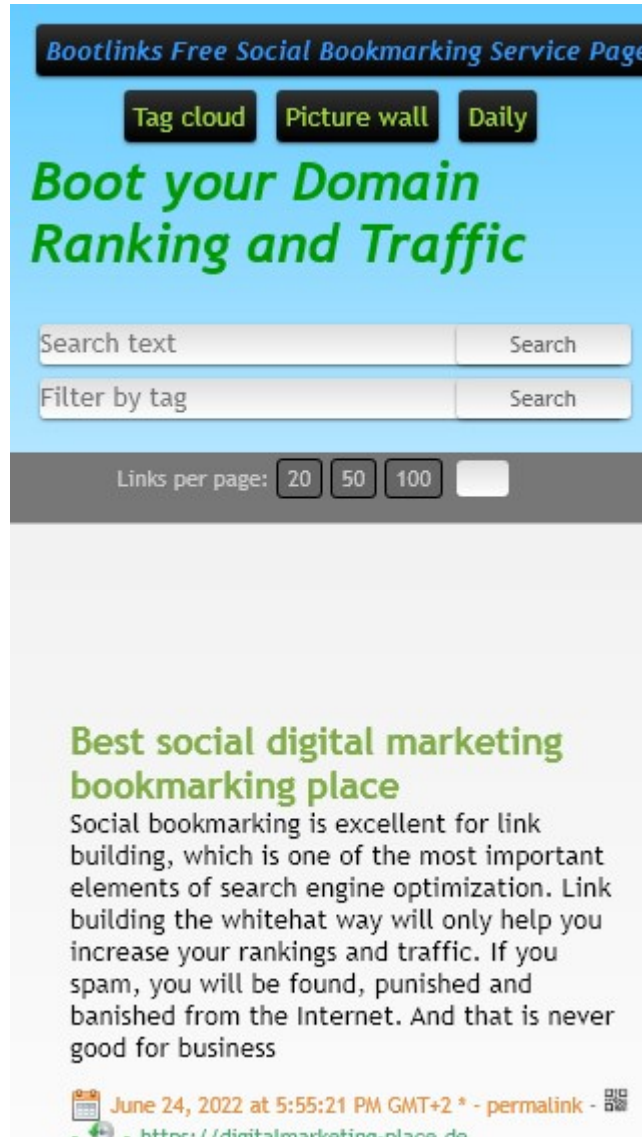 Bootlinks Free Social Bookmarking Service Page
Tag cloud Picture wall Daily
Boot your Domain
Ranking and Traffic
Search text Search
Filter by tag Search
Links per page: 20 50 100
Best social digital marketing
bookmarking place
Social bookmarking is excellent for link
building, which is one of the most important
elements of search engine optimization. Link
building the whitehat way will only help you
increase your rankings and traffic. If you
spam, you will be found, punished and
banished from the Internet. And that is never
good for business
June 24, 2022 at 5:55:21 PM GMT+2 * - permalink -
- - https://digitalmarketing-place.de